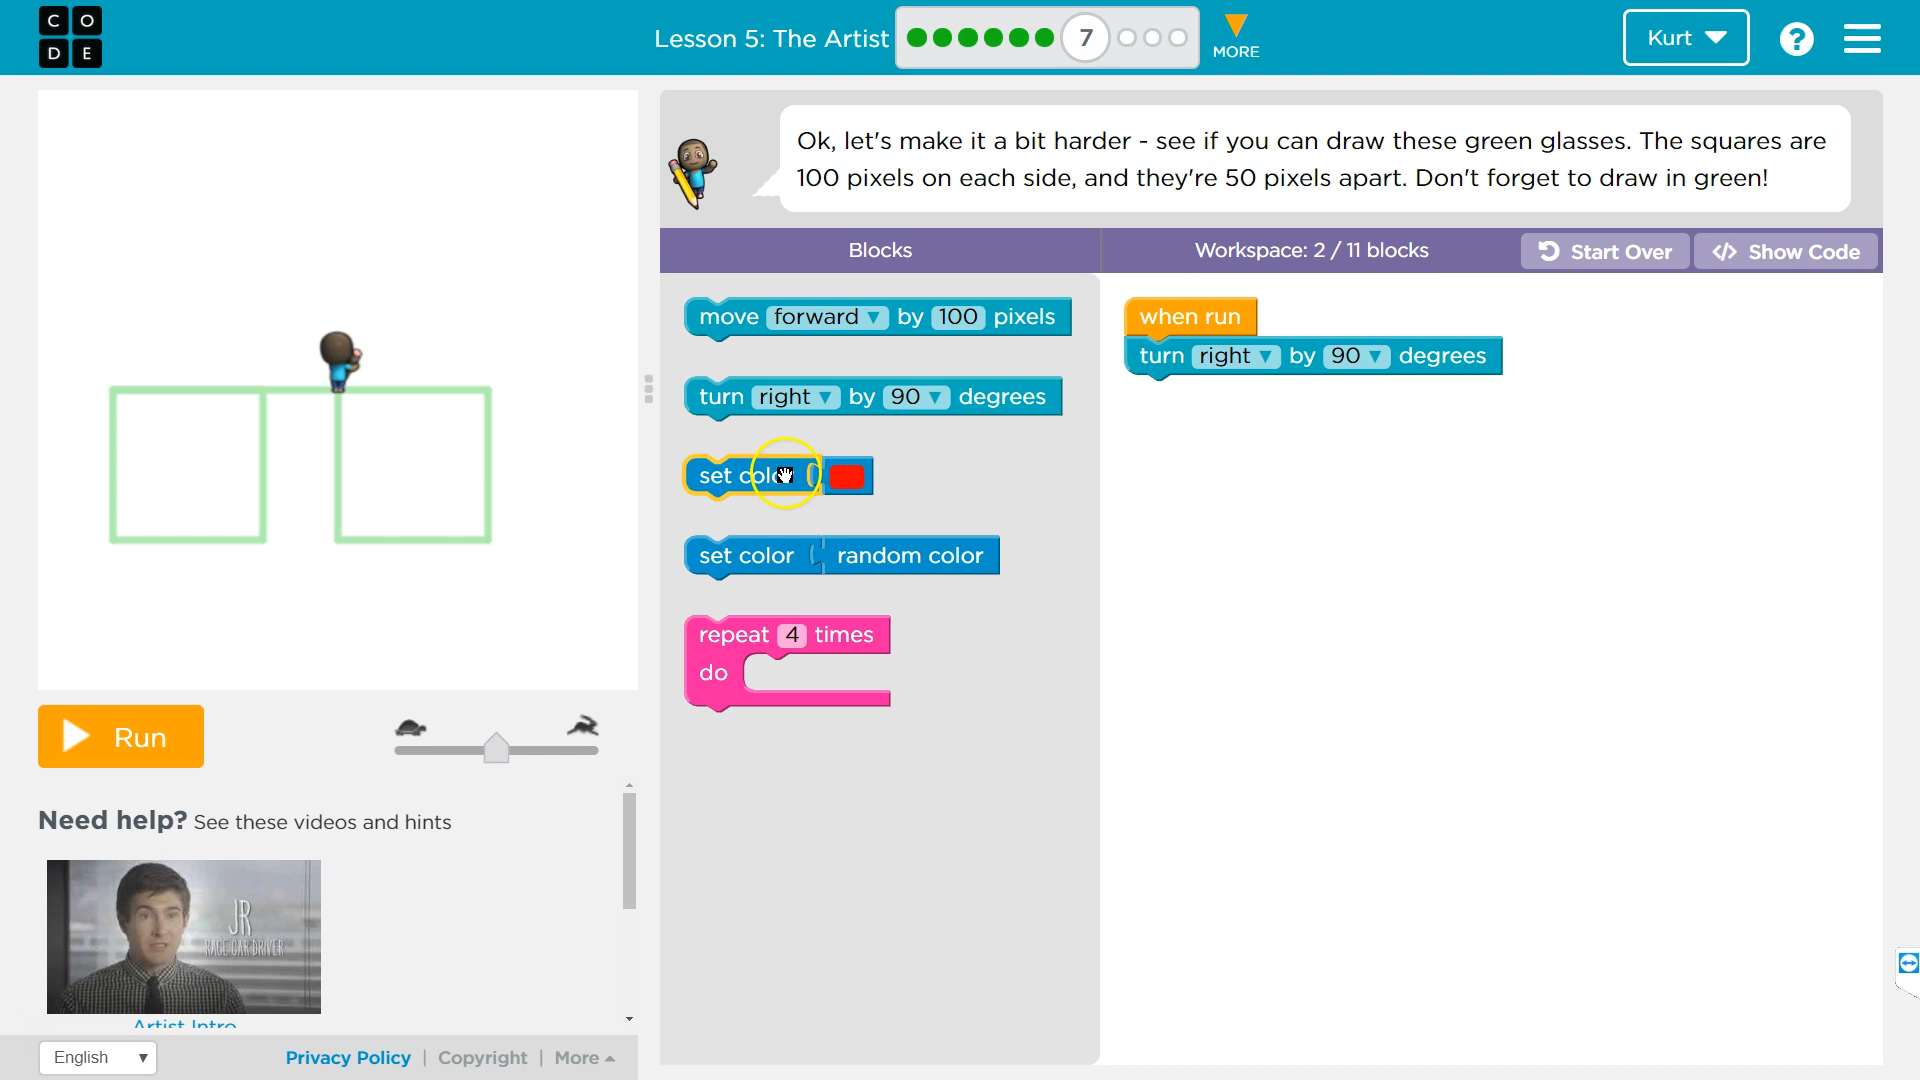 C O
D E
Lesson 5: The Artist
7
MORE
Kurt
?
Ok, let's make it a bit harder - see if you can draw these green glasses. The squares are
100 pixels on each side, and they're 50 pixels apart. Don't forget to draw in green!
Blocks
Workspace: 2 / 11 blocks
Start Over
</> Show Code
move forward ▼ by 100 pixels
turn right ▼ by 90 ▼ degrees
set color
set color random color
repeat 4 times
do
when run
turn right ▼ by 90 ▼ degrees
Run
Need help? See these videos and hints
JR
RACE CAR DRIVER
Artist Intro
English ▼
Privacy Policy | Copyright | More